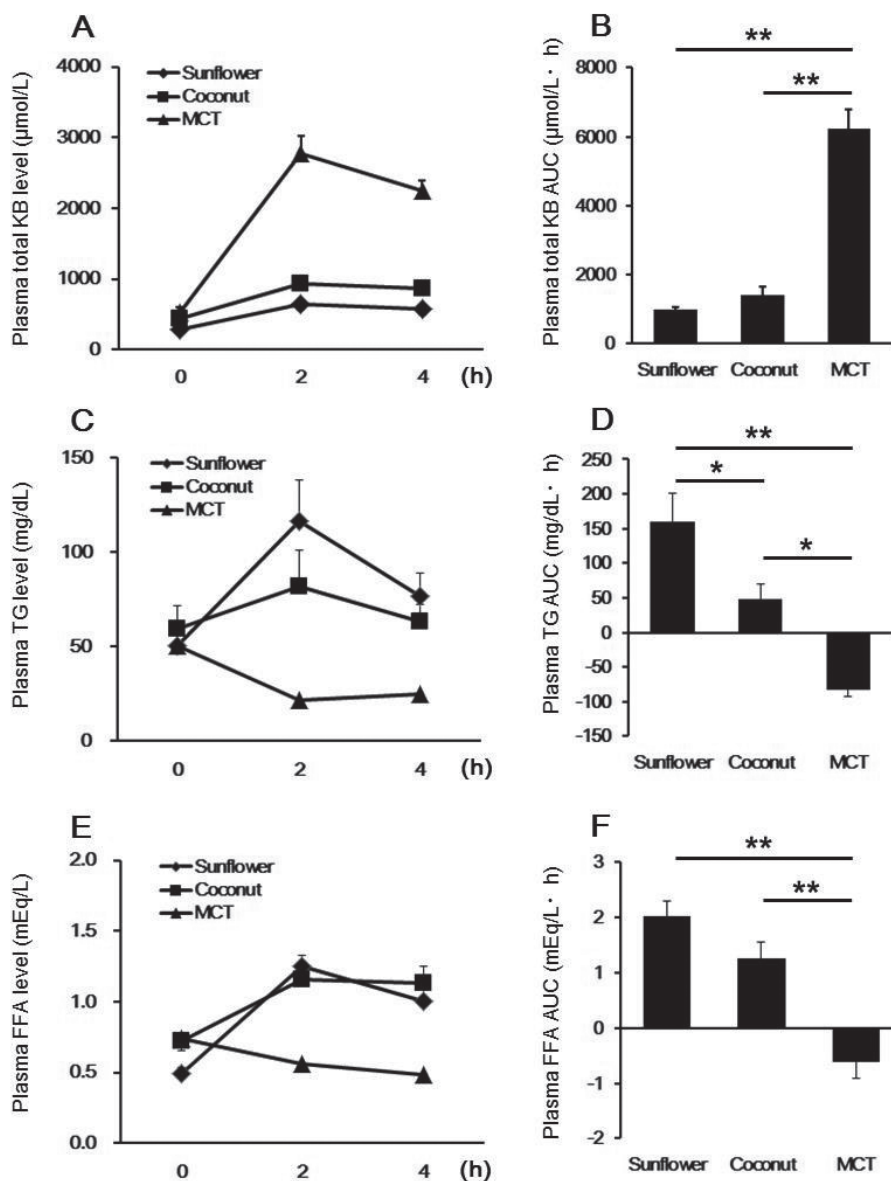 A
Plasma total KB level (μmol/L)
4000
3000
2000
1000
0
Sunflower
Coconut
MCT
0 2 4 (h)
B
Plasma total KB AUC (μmol/L・h)
8000
6000
4000
2000
0
**
**
Sunflower Coconut MCT
C
Plasma TG level (mg/dL)
150
100
50
0
Sunflower
Coconut
MCT
0 2 4 (h)
D
Plasma TG AUC (mg/dL・h)
250
200
150
100
50
0
-50
-100
-150
**
*
*
Sunflower Coconut MCT
E
Plasma FFA level (mEq/L)
2.0
1.5
1.0
0.5
0.0
Sunflower
Coconut
MCT
0 2 4 (h)
F
Plasma FFA AUC (mEq/L・h)
3
2
1
0
-1
-2
**
**
Sunflower Coconut MCT